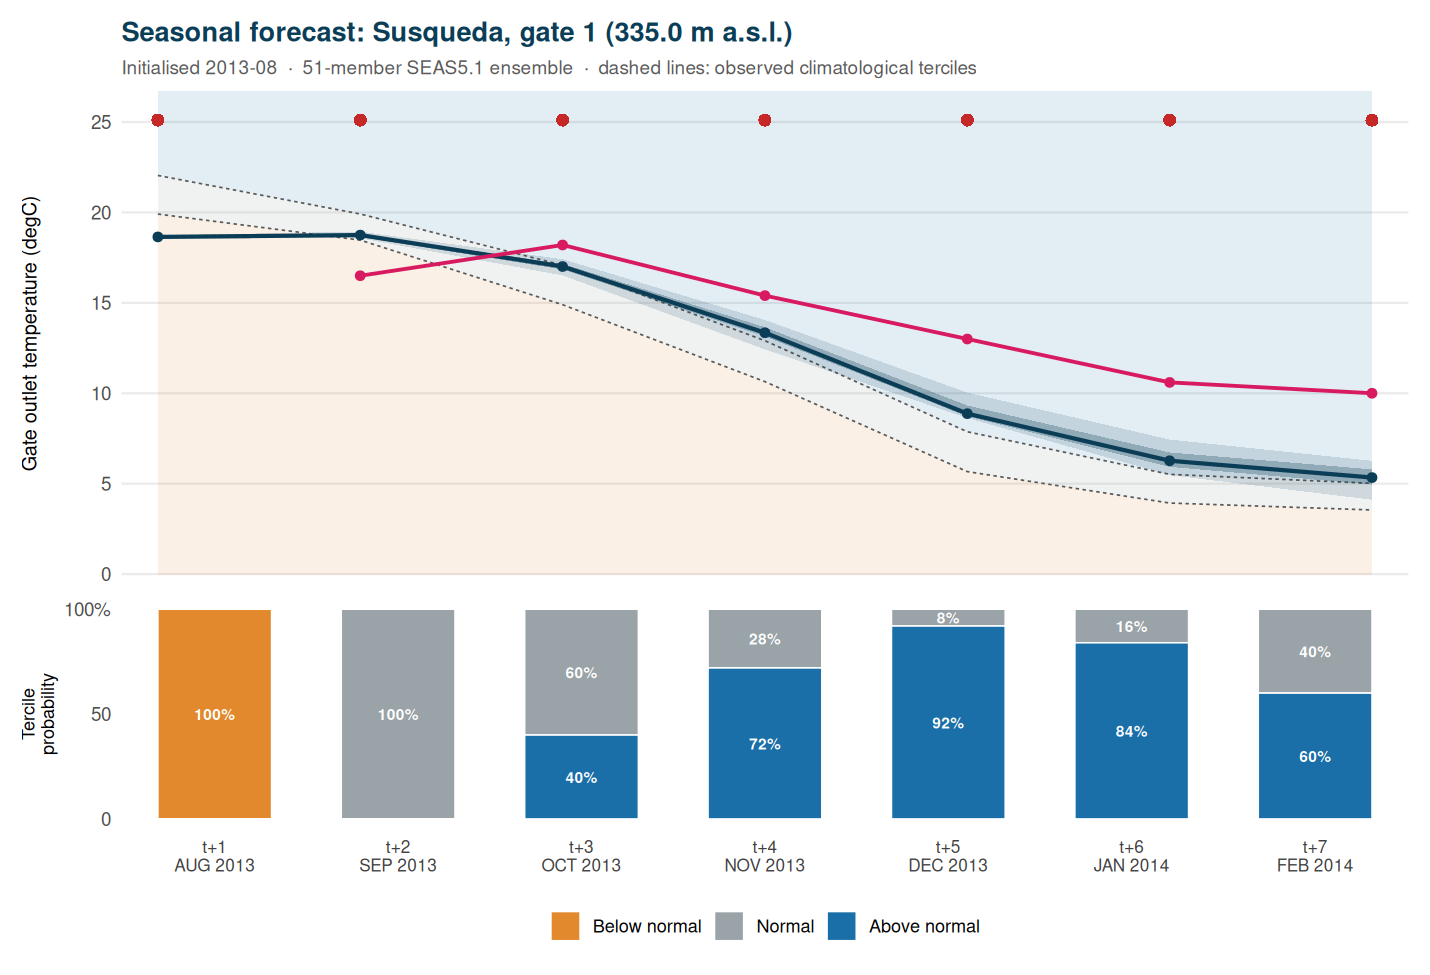 Seasonal forecast: Susqueda, gate 1 (335.0 m a.s.l.)
Initialised 2013-08 · 51-member SEAS5.1 ensemble · dashed lines: observed climatological terciles
Gate outlet temperature (degC)
25
20
15
10
5
0
Tercile
probability
100%
50
0
100%
100%
60%
40%
28%
72%
8%
92%
16%
84%
40%
60%
t+1
AUG 2013
t+2
SEP 2013
t+3
OCT 2013
t+4
NOV 2013
t+5
DEC 2013
t+6
JAN 2014
t+7
FEB 2014
Below normal
Normal
Above normal